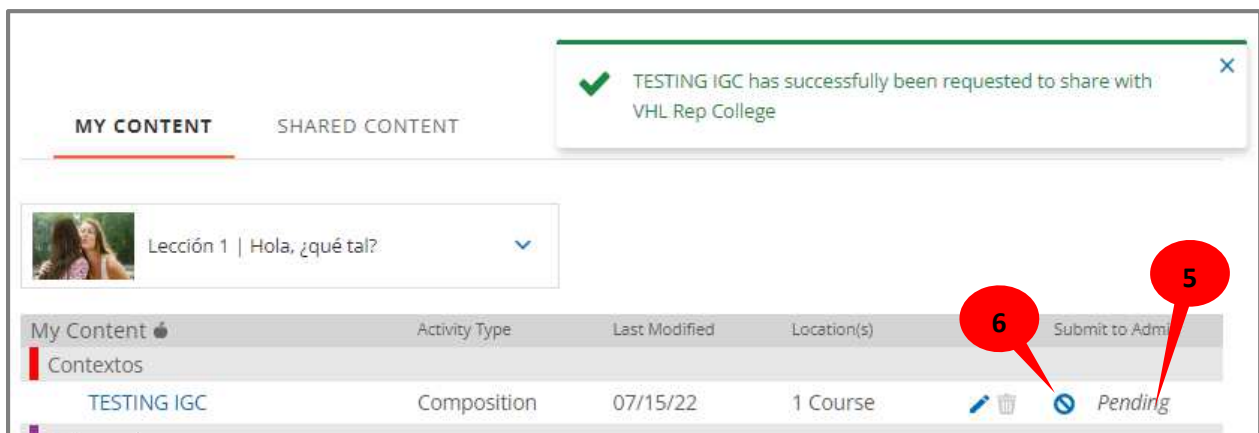 TESTING IGC has successfully been requested to share with
VHL Rep College
MY CONTENT SHARED CONTENT
Lección 1 | Hola, ¿qué tal?
5
6
My Content Activity Type Last Modified Location(s) Submit to Admi
Contextos
TESTING IGC Composition 07/15/22 1 Course Pending